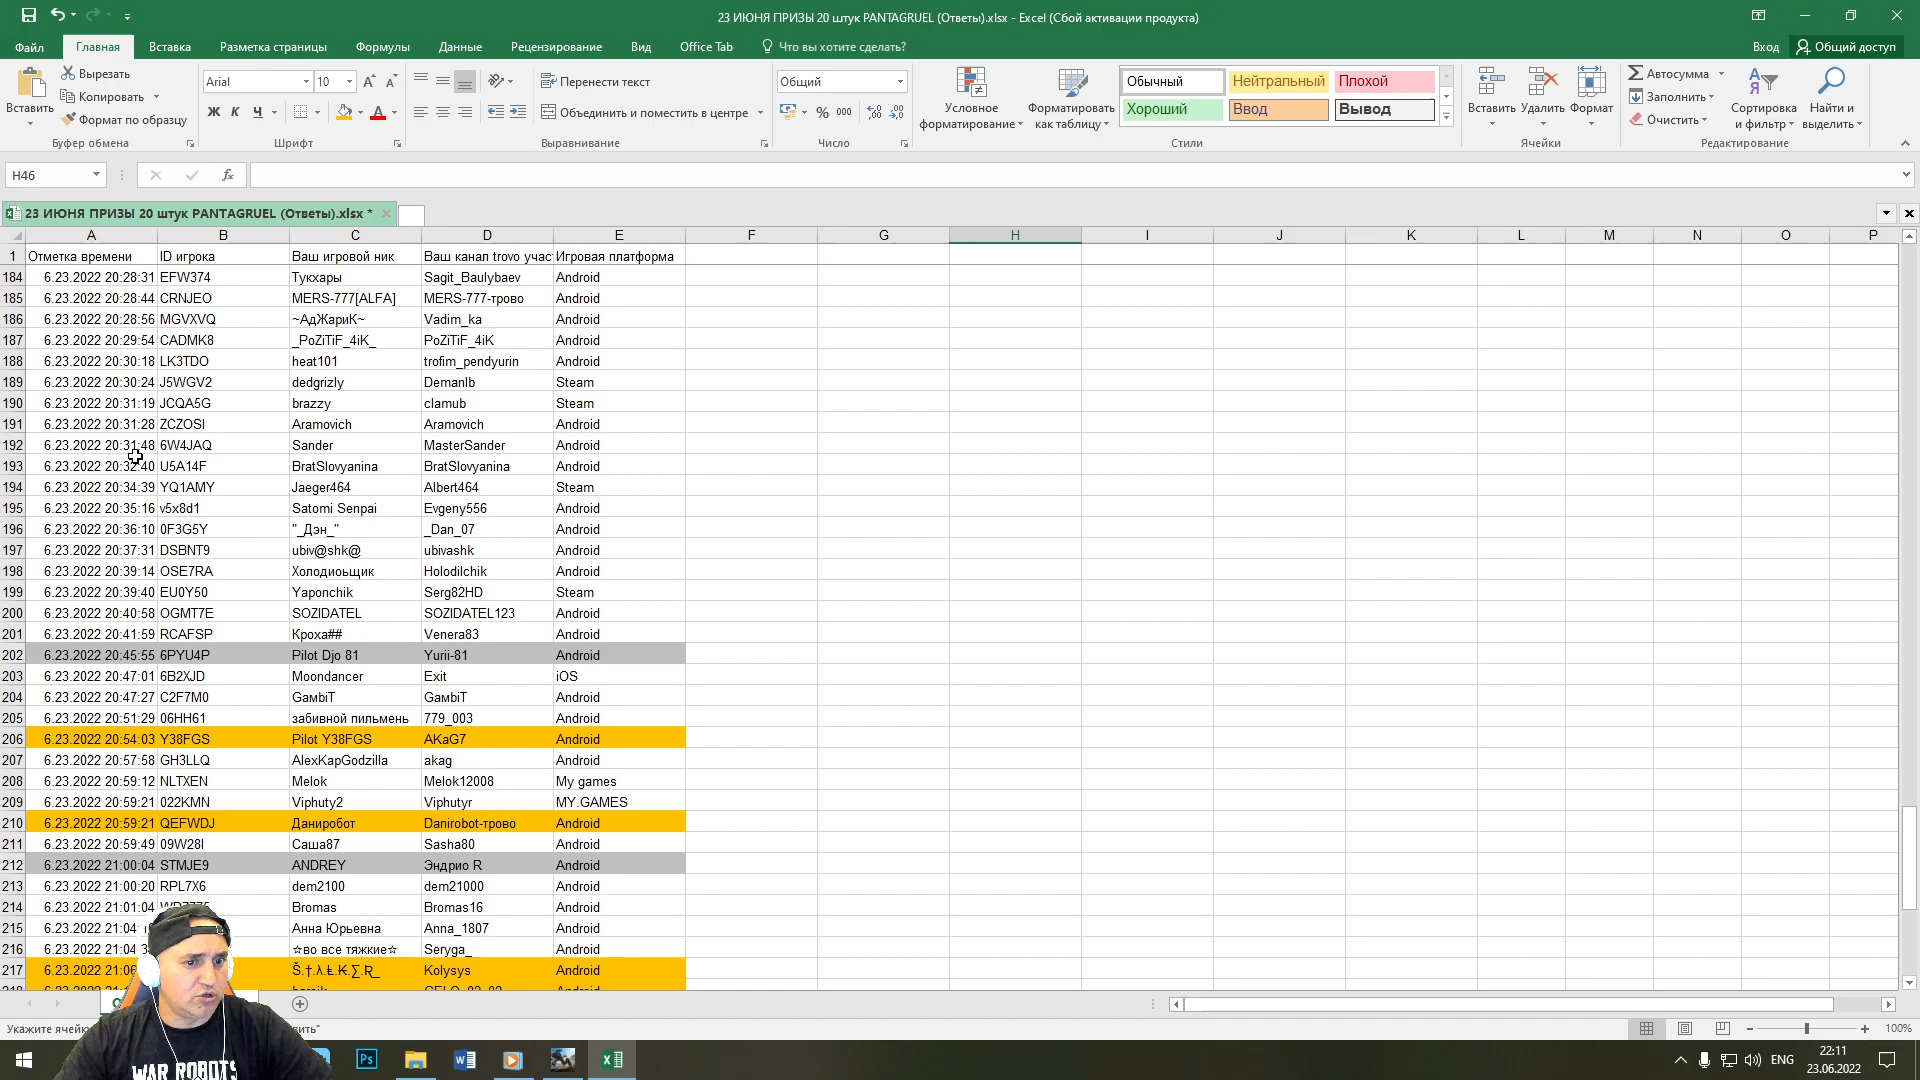 23 ИЮНЯ ПРИЗЫ 20 штук PANTAGRUEL (Ответы).xlsx - Excel (Сбой активации продукта)
Файл Главная Вставка Разметка страницы Формулы Данные Рецензирование Вид Office Tab Что вы хотите сделать? Вход Общий доступ
Вставить
Вырезать
Копировать
Формат по образцу
Буфер обмена
Arial 10
Ж К Ч
Шрифт
Перенести текст
Объединить и поместить в центре
Выравнивание
Общий
% 000
Число
Условное форматирование
Форматировать как таблицу
Обычный Нейтральный Плохой
Хороший Ввод Вывод
Стили
Вставить Удалить Формат
Ячейки
Автосумма
Заполнить
Очистить
Сортировка и фильтр
Найти и выделить
Редактирование
H46 fx
23 ИЮНЯ ПРИЗЫ 20 штук PANTAGRUEL (Ответы).xlsx *
A B C D E F G H I J K L M N O P
1 Отметка времени ID игрока Ваш игровой ник Ваш канал trovo учас Игровая платформа
184 6.23.2022 20:28:31 EFW374 Тукхары Sagit_Baulybaev Android
185 6.23.2022 20:28:44 CRNJEO MERS-777[ALFA] MERS-777-трово Android
186 6.23.2022 20:28:56 MGVXVQ ~АдЖариК~ Vadim_ka Android
187 6.23.2022 20:29:54 CADMK8 _PoZiTiF_4iK_ PoZiTiF_4iK Android
188 6.23.2022 20:30:18 LK3TDO heat101 trofim_pendyurin Android
189 6.23.2022 20:30:24 J5WGV2 dedgrizly Demanlb Steam
190 6.23.2022 20:31:19 JCQA5G brazzy clamub Steam
191 6.23.2022 20:31:28 ZCZOSI Aramovich Aramovich Android
192 6.23.2022 20:31:48 6W4JAQ Sander MasterSander Android
193 6.23.2022 20:32:40 U5A14F BratSlovyanina BratSlovyanina Android
194 6.23.2022 20:34:39 YQ1AMY Jaeger464 Albert464 Steam
195 6.23.2022 20:35:16 v5x8d1 Satomi Senpai Evgeny556 Android
196 6.23.2022 20:36:10 0F3G5Y "_Дэн_" _Dan_07 Android
197 6.23.2022 20:37:31 DSBNT9 ubiv@shk@ ubivashk Android
198 6.23.2022 20:39:14 OSE7RA Холодиоьщик Holodilchik Android
199 6.23.2022 20:39:40 EU0Y50 Yaponchik Serg82HD Steam
200 6.23.2022 20:40:58 OGMT7E SOZIDATEL SOZIDATEL123 Android
201 6.23.2022 20:41:59 RCAFSP Кроха## Venera83 Android
202 6.23.2022 20:45:55 6PYU4P Pilot Djo 81 Yurii-81 Android
203 6.23.2022 20:47:01 6B2XJD Moondancer Exit iOS
204 6.23.2022 20:47:27 C2F7M0 GамbiT GамbiT Android
205 6.23.2022 20:51:29 06HH61 забивной пильмень 779_003 Android
206 6.23.2022 20:54:03 Y38FGS Pilot Y38FGS AKaG7 Android
207 6.23.2022 20:57:58 GH3LLQ AlexKapGodzilla akag Android
208 6.23.2022 20:59:12 NLTXEN Melok Melok12008 My games
209 6.23.2022 20:59:21 022KMN Viphuty2 Viphutyr MY.GAMES
210 6.23.2022 20:59:21 QEFWDJ Даниробот Danirobot-трово Android
211 6.23.2022 20:59:49 09W28I Саша87 Sasha80 Android
212 6.23.2022 21:00:04 STMJE9 ANDREY Эндрио R Android
213 6.23.2022 21:00:20 RPL7X6 dem2100 dem21000 Android
214 6.23.2022 21:01:04 Bromas Bromas16 Android
215 6.23.2022 21:04 Анна Юрьевна Anna_1807 Android
216 6.23.2022 21:04 ☆во все тяжкие☆ Seryga_ Android
217 6.23.2022 21:06 Kolysys Android
Укажите ячейк
100%
WAR ROBOTS
ENG 22:11
23.06.2022